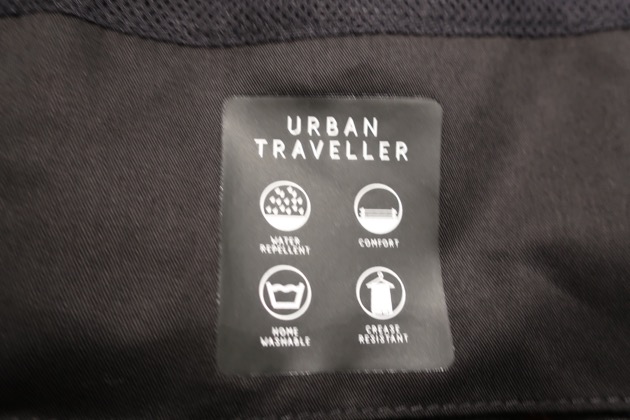 URBAN
TRAVELLER
WATER
REPELLENT
COMFORT
HOME
WASHABLE
CREASE
RESISTANT